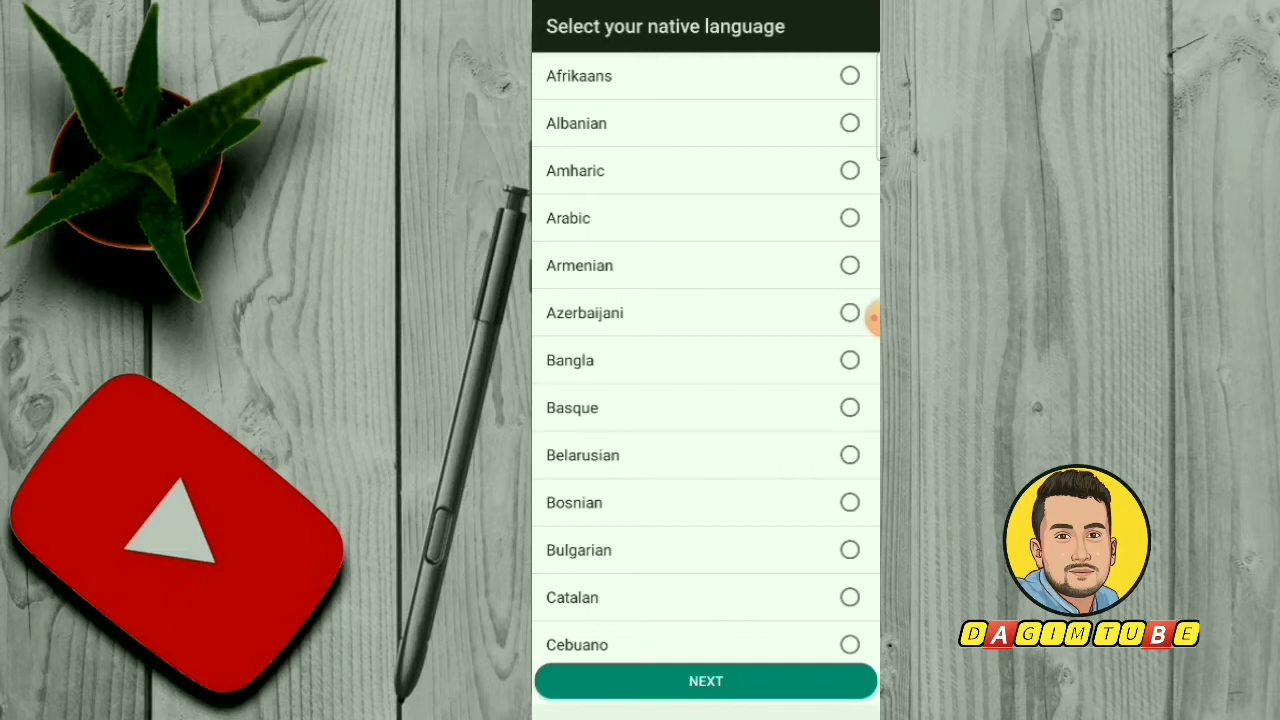 Select your native language
Afrikaans
Albanian
Amharic
Arabic
Armenian
Azerbaijani
Bangla
Basque
Belarusian
Bosnian
Bulgarian
Catalan
Cebuano
NEXT
DAGIMTUBE